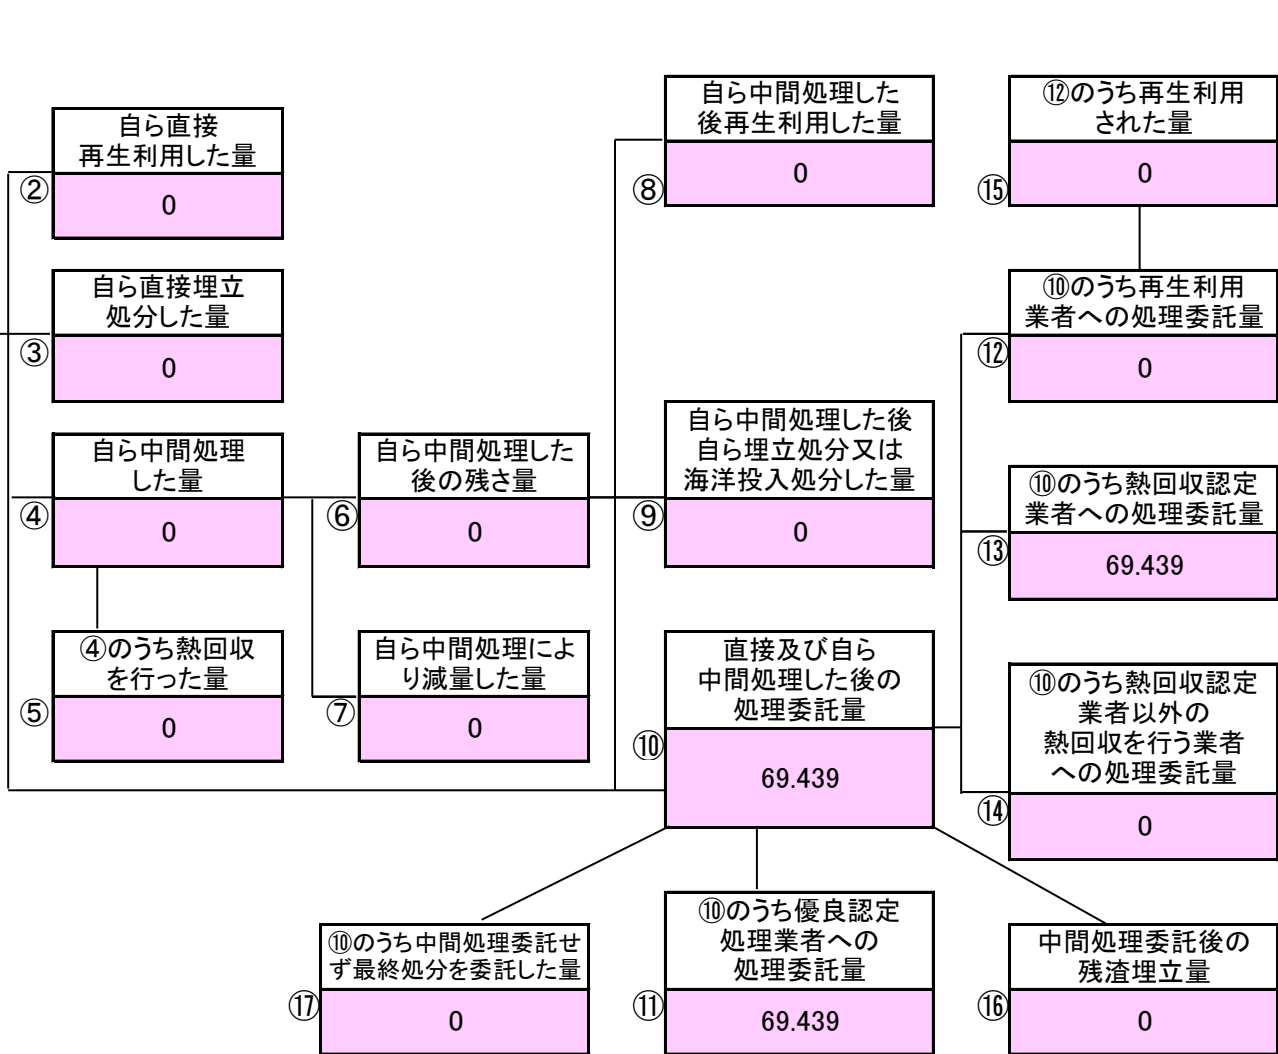 自ら直接
再生利用した量
②
0
自ら直接埋立
処分した量
③
0
自ら中間処理
した量
④
0
④のうち熱回収
を行った量
⑤
0
自ら中間処理した
後の残さ量
⑥
0
自ら中間処理によ
り減量した量
⑦
0
自ら中間処理した
後再生利用した量
⑧
0
自ら中間処理した後
自ら埋立処分又は
海洋投入処分した量
⑨
0
直接及び自ら
中間処理した後の
処理委託量
⑩
69.439
⑫のうち再生利用
された量
⑮
0
⑩のうち再生利用
業者への処理委託量
⑫
0
⑩のうち熱回収認定
業者への処理委託量
⑬
69.439
⑩のうち熱回収認定
業者以外の
熱回収を行う業者
への処理委託量
⑭
0
⑩のうち中間処理委託せ
ず最終処分を委託した量
⑰
0
⑩のうち優良認定
処理業者への
処理委託量
⑪
69.439
中間処理委託後の
残渣埋立量
⑯
0